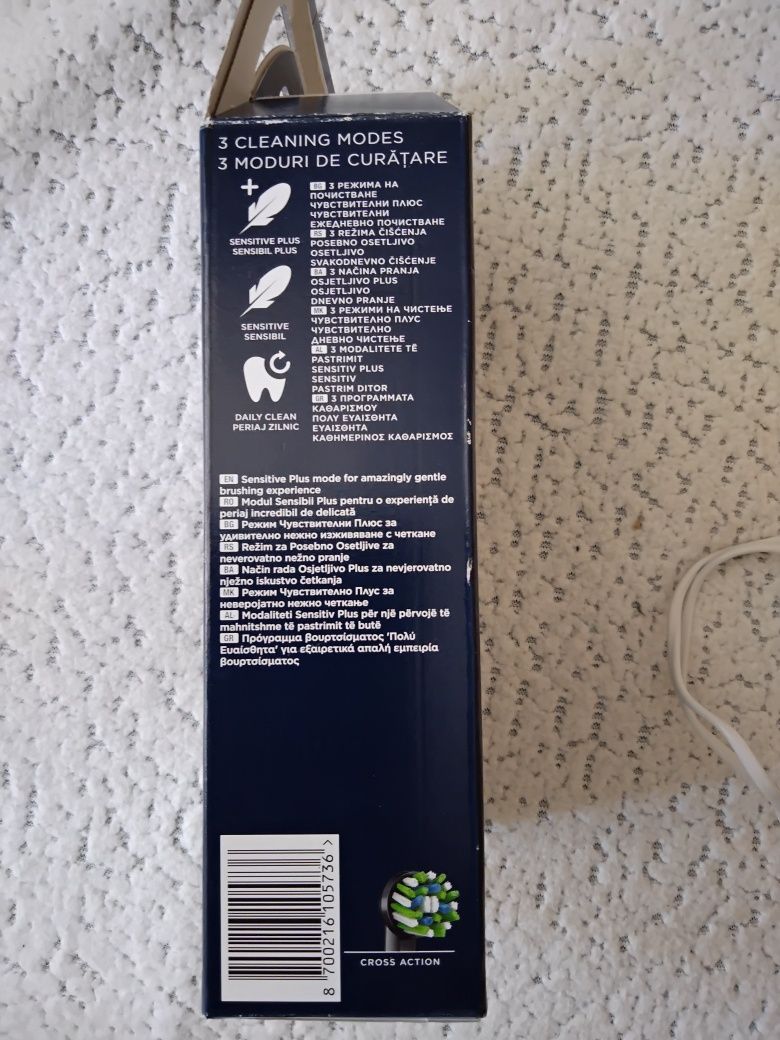 3 CLEANING MODES
3 MODURI DE CURĂȚARE
SENSITIVE PLUS
SENSIBIL PLUS
SENSITIVE
SENSIBIL
DAILY CLEAN
PERIAJ ZILNIC
BG 3 РЕЖИМА НА
ПОЧИСТВАНЕ
ЧУВСТВИТЕЛНИ ПЛЮС
ЧУВСТВИТЕЛНИ
ЕЖЕДНЕВНО ПОЧИСТВАНЕ
RS 3 REŽIMA ČIŠĆENJA
POSEBNO OSETLJIVO
OSETLJIVO
SVAKODNEVNO ČIŠĆENJE
BA 3 NAČINA PRANJA
OSJETLJIVO PLUS
OSJETLJIVO
DNEVNO PRANJE
MK 3 РЕЖИМИ НА ЧИСТЕЊЕ
ЧУВСТВИТЕЛНО ПЛУС
ЧУВСТВИТЕЛНО
ДНЕВНО ЧИСТЕЊЕ
AL 3 MODALITETE TË
PASTRIMIT
SENSITIV PLUS
SENSITIV
PASTRIM DITOR
GR 3 ΠΡΟΓΡΑΜΜΑΤΑ
ΚΑΘΑΡΙΣΜΟΥ
ΠΟΛΥ ΕΥΑΙΣΘΗΤΑ
ΕΥΑΙΣΘΗΤΑ
ΚΑΘΗΜΕΡΙΝΟΣ ΚΑΘΑΡΙΣΜΟΣ
EN Sensitive Plus mode for amazingly gentle
brushing experience
RO Modul Sensibil Plus pentru o experiență de
periaj incredibil de delicată
BG Режим Чувствителни Плюс за
удивително нежно изживяване с четкане
RS Režim za Posebno Osetljive za
neverovatno nežno pranje
BA Način rada Osjetljivo Plus za nevjerovatno
nježno iskustvo četkanja
MK Режим Чувствително Плус за
неверојатно нежно четкање
AL Modaliteti Sensitiv Plus për një përvojë të
mahnitshme të pastrimit të butë
GR Πρόγραμμα βουρτσίσματος 'Πολύ
Ευαίσθητα' για εξαιρετικά απαλή εμπειρία
βουρτσίσματος
8 700216 105736 >
CROSS ACTION